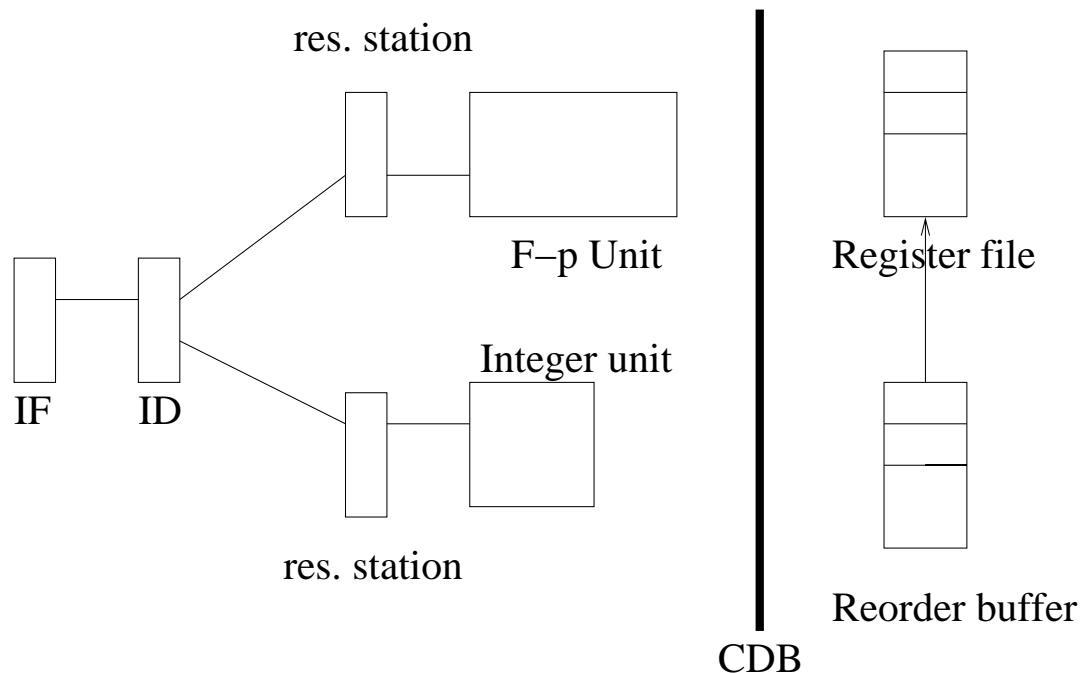 res. station
F−p Unit
Register file
Integer unit
IF
ID
res. station
Reorder buffer
CDB